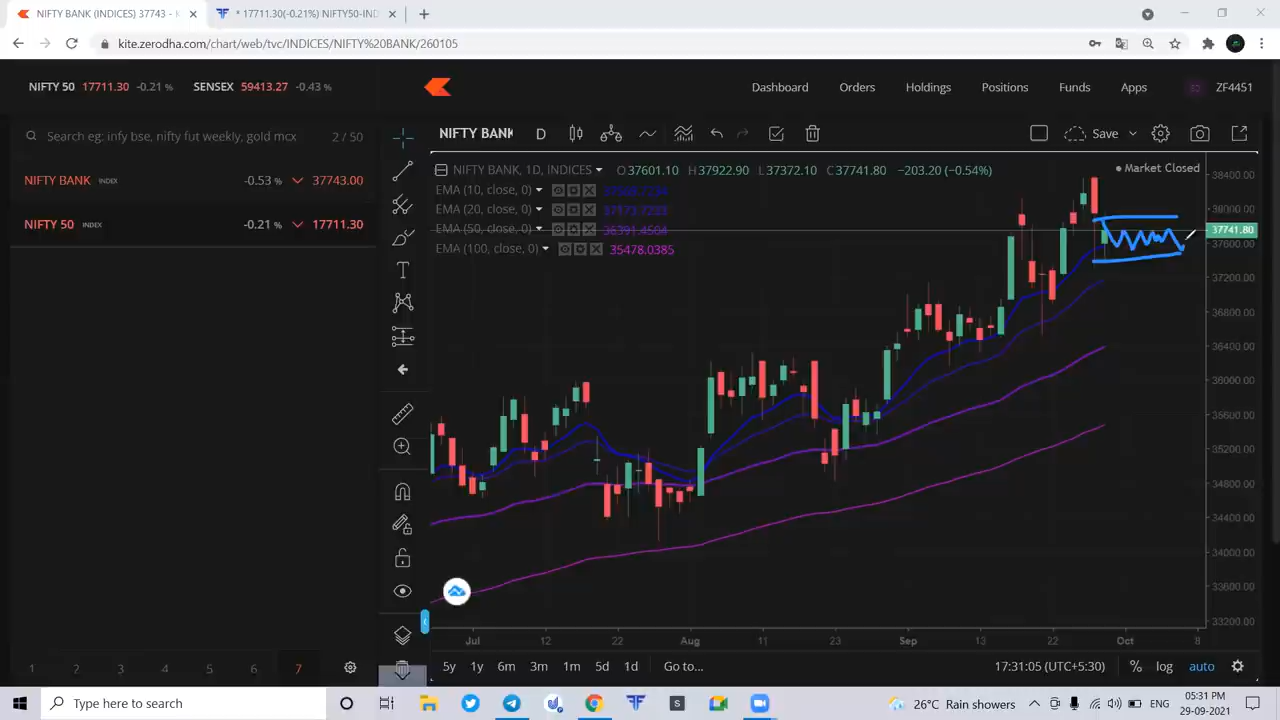 NIFTY BANK (INDICES) 37743 - K
* 17711.30(-0.21%) NIFTY50-IND
kite.zerodha.com/chart/web/tvc/INDICES/NIFTY%20BANK/260105
NIFTY 50 17711.30 -0.21 % SENSEX 59413.27 -0.43 %
Dashboard Orders Holdings Positions Funds Apps ZF4451
Search eg: infy bse, nifty fut weekly, gold mcx 2 / 50
NIFTY BANK D Save
NIFTY BANK INDEX -0.53 % 37743.00
NIFTY 50 INDEX -0.21 % 17711.30
NIFTY BANK, 1D, INDICES O37601.10 H37922.90 L37372.10 C37741.80 -203.20 (-0.54%)
Market Closed
EMA (10, close, 0)
EMA (20, close, 0) 37173.7233
EMA (50, close, 0) 36391.4504
EMA (100, close, 0) 35478.0385
38400.00
38000.00
37741.80
37600.00
37200.00
36800.00
36400.00
36000.00
35600.00
35200.00
34800.00
34400.00
34000.00
33600.00
33200.00
Jul 12 22 Aug 11 23 Sep 13 22 Oct 8
1 2 3 4 5 6 7
5y 1y 6m 3m 1m 5d 1d Go to... 17:31:05 (UTC+5:30) % log auto
Type here to search
26°C Rain showers ENG
05:31 PM
29-09-2021